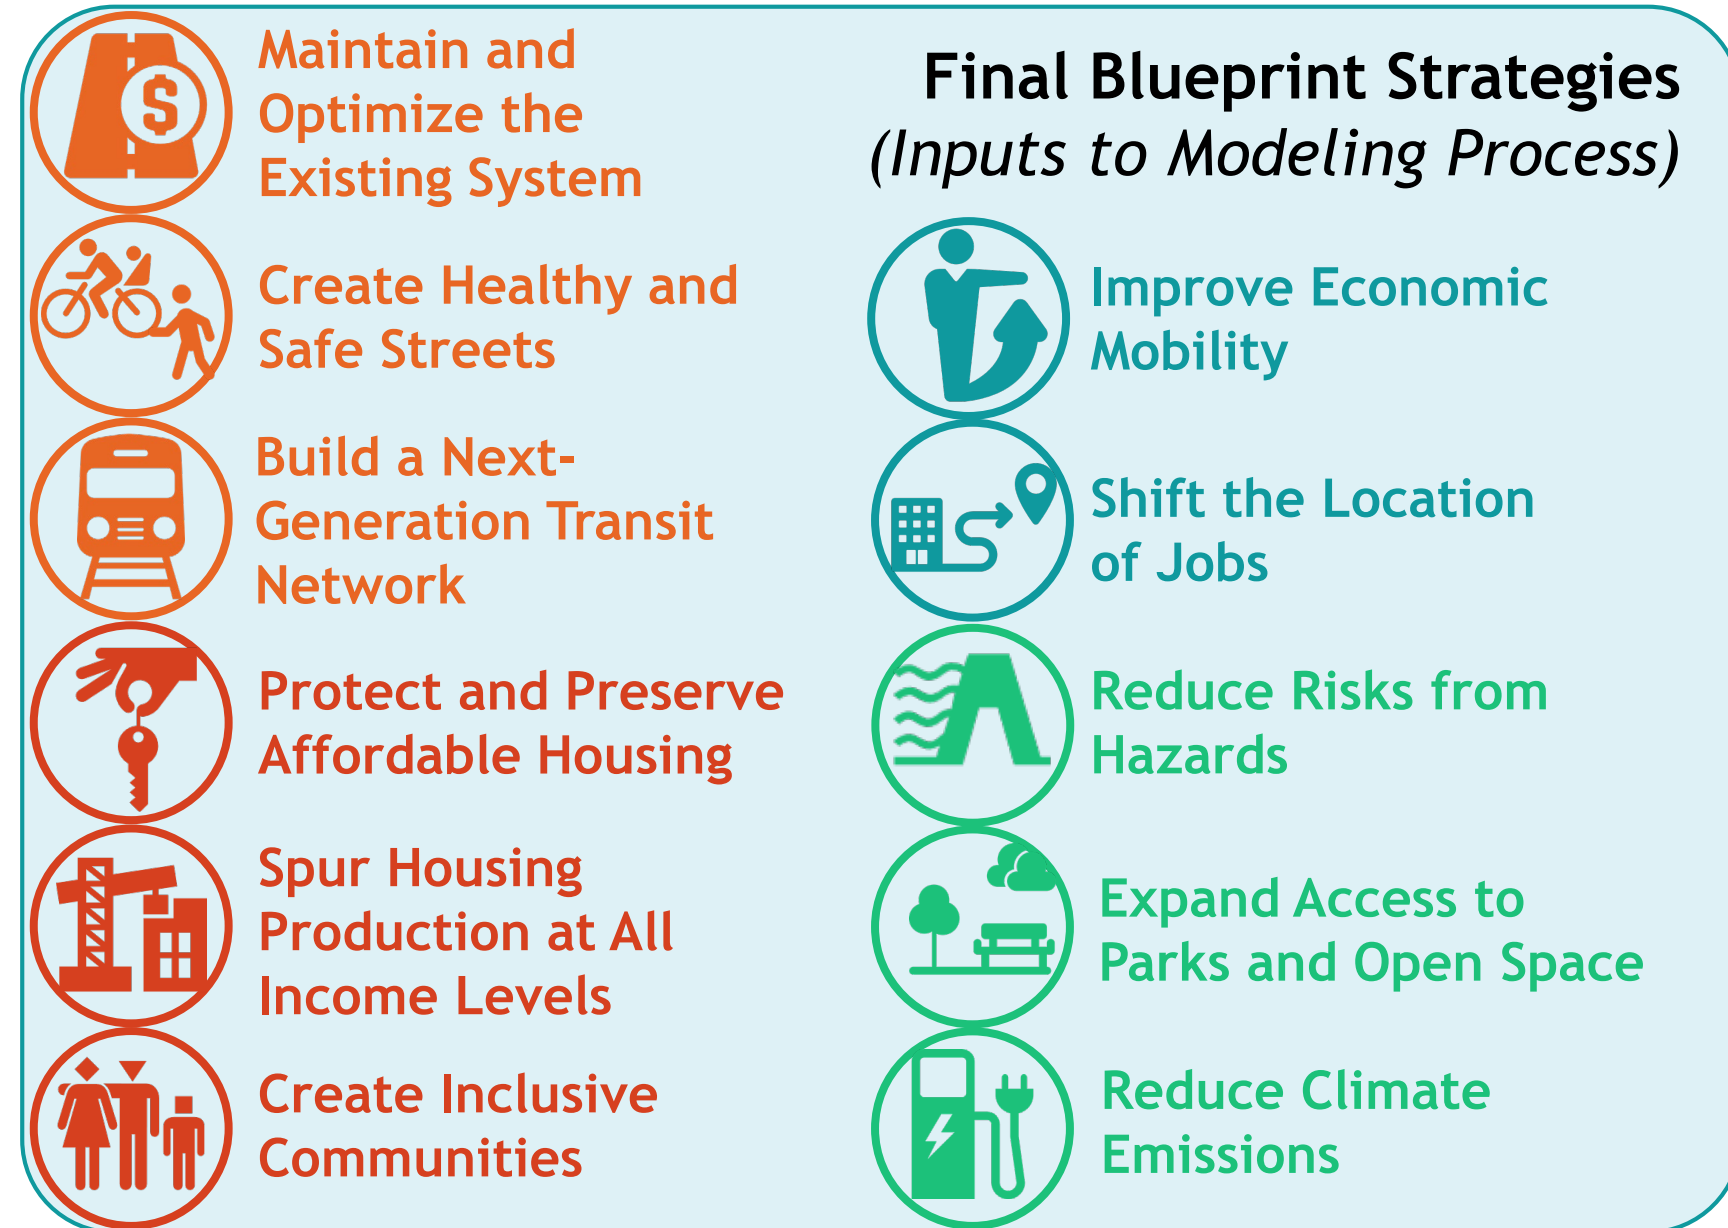 Final Blueprint Strategies
(Inputs to Modeling Process)
Maintain and
Optimize the
Existing System
Create Healthy and
Safe Streets
Build a Next-
Generation Transit
Network
Protect and Preserve
Affordable Housing
Spur Housing
Production at All
Income Levels
Create Inclusive
Communities
Improve Economic
Mobility
Shift the Location
of Jobs
Reduce Risks from
Hazards
Expand Access to
Parks and Open Space
Reduce Climate
Emissions
$